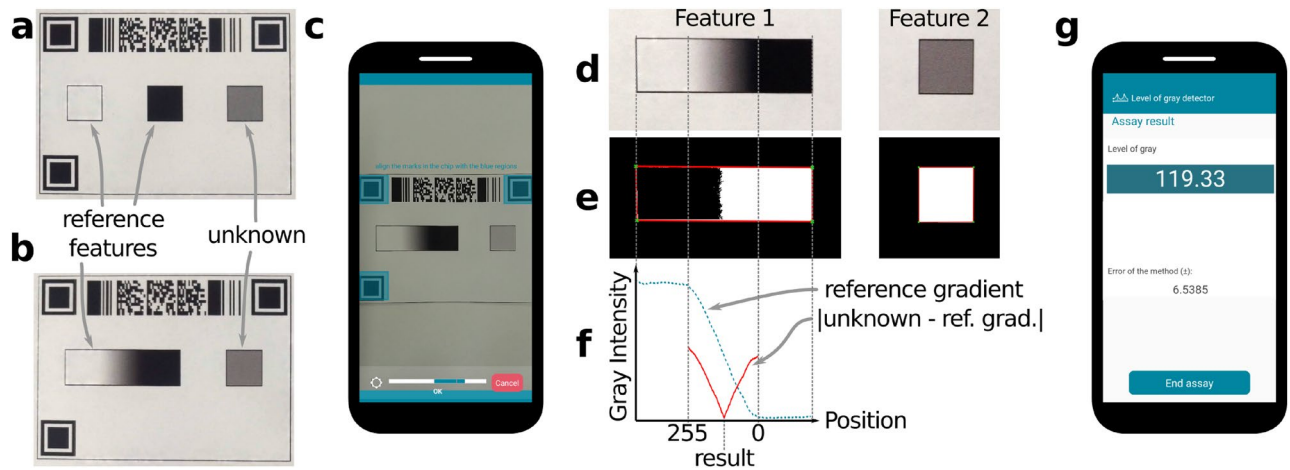 a
reference
features
unknown
b
c
align the marks in the chip with the blue regions
OK
Cancel
Feature 1
Feature 2
d
e
f
Gray Intensity
reference gradient
|unknown - ref. grad.|
Position
255
0
result
g
Level of gray detector
Assay result
Level of gray
119.33
Error of the method (±):
6.5385
End assay